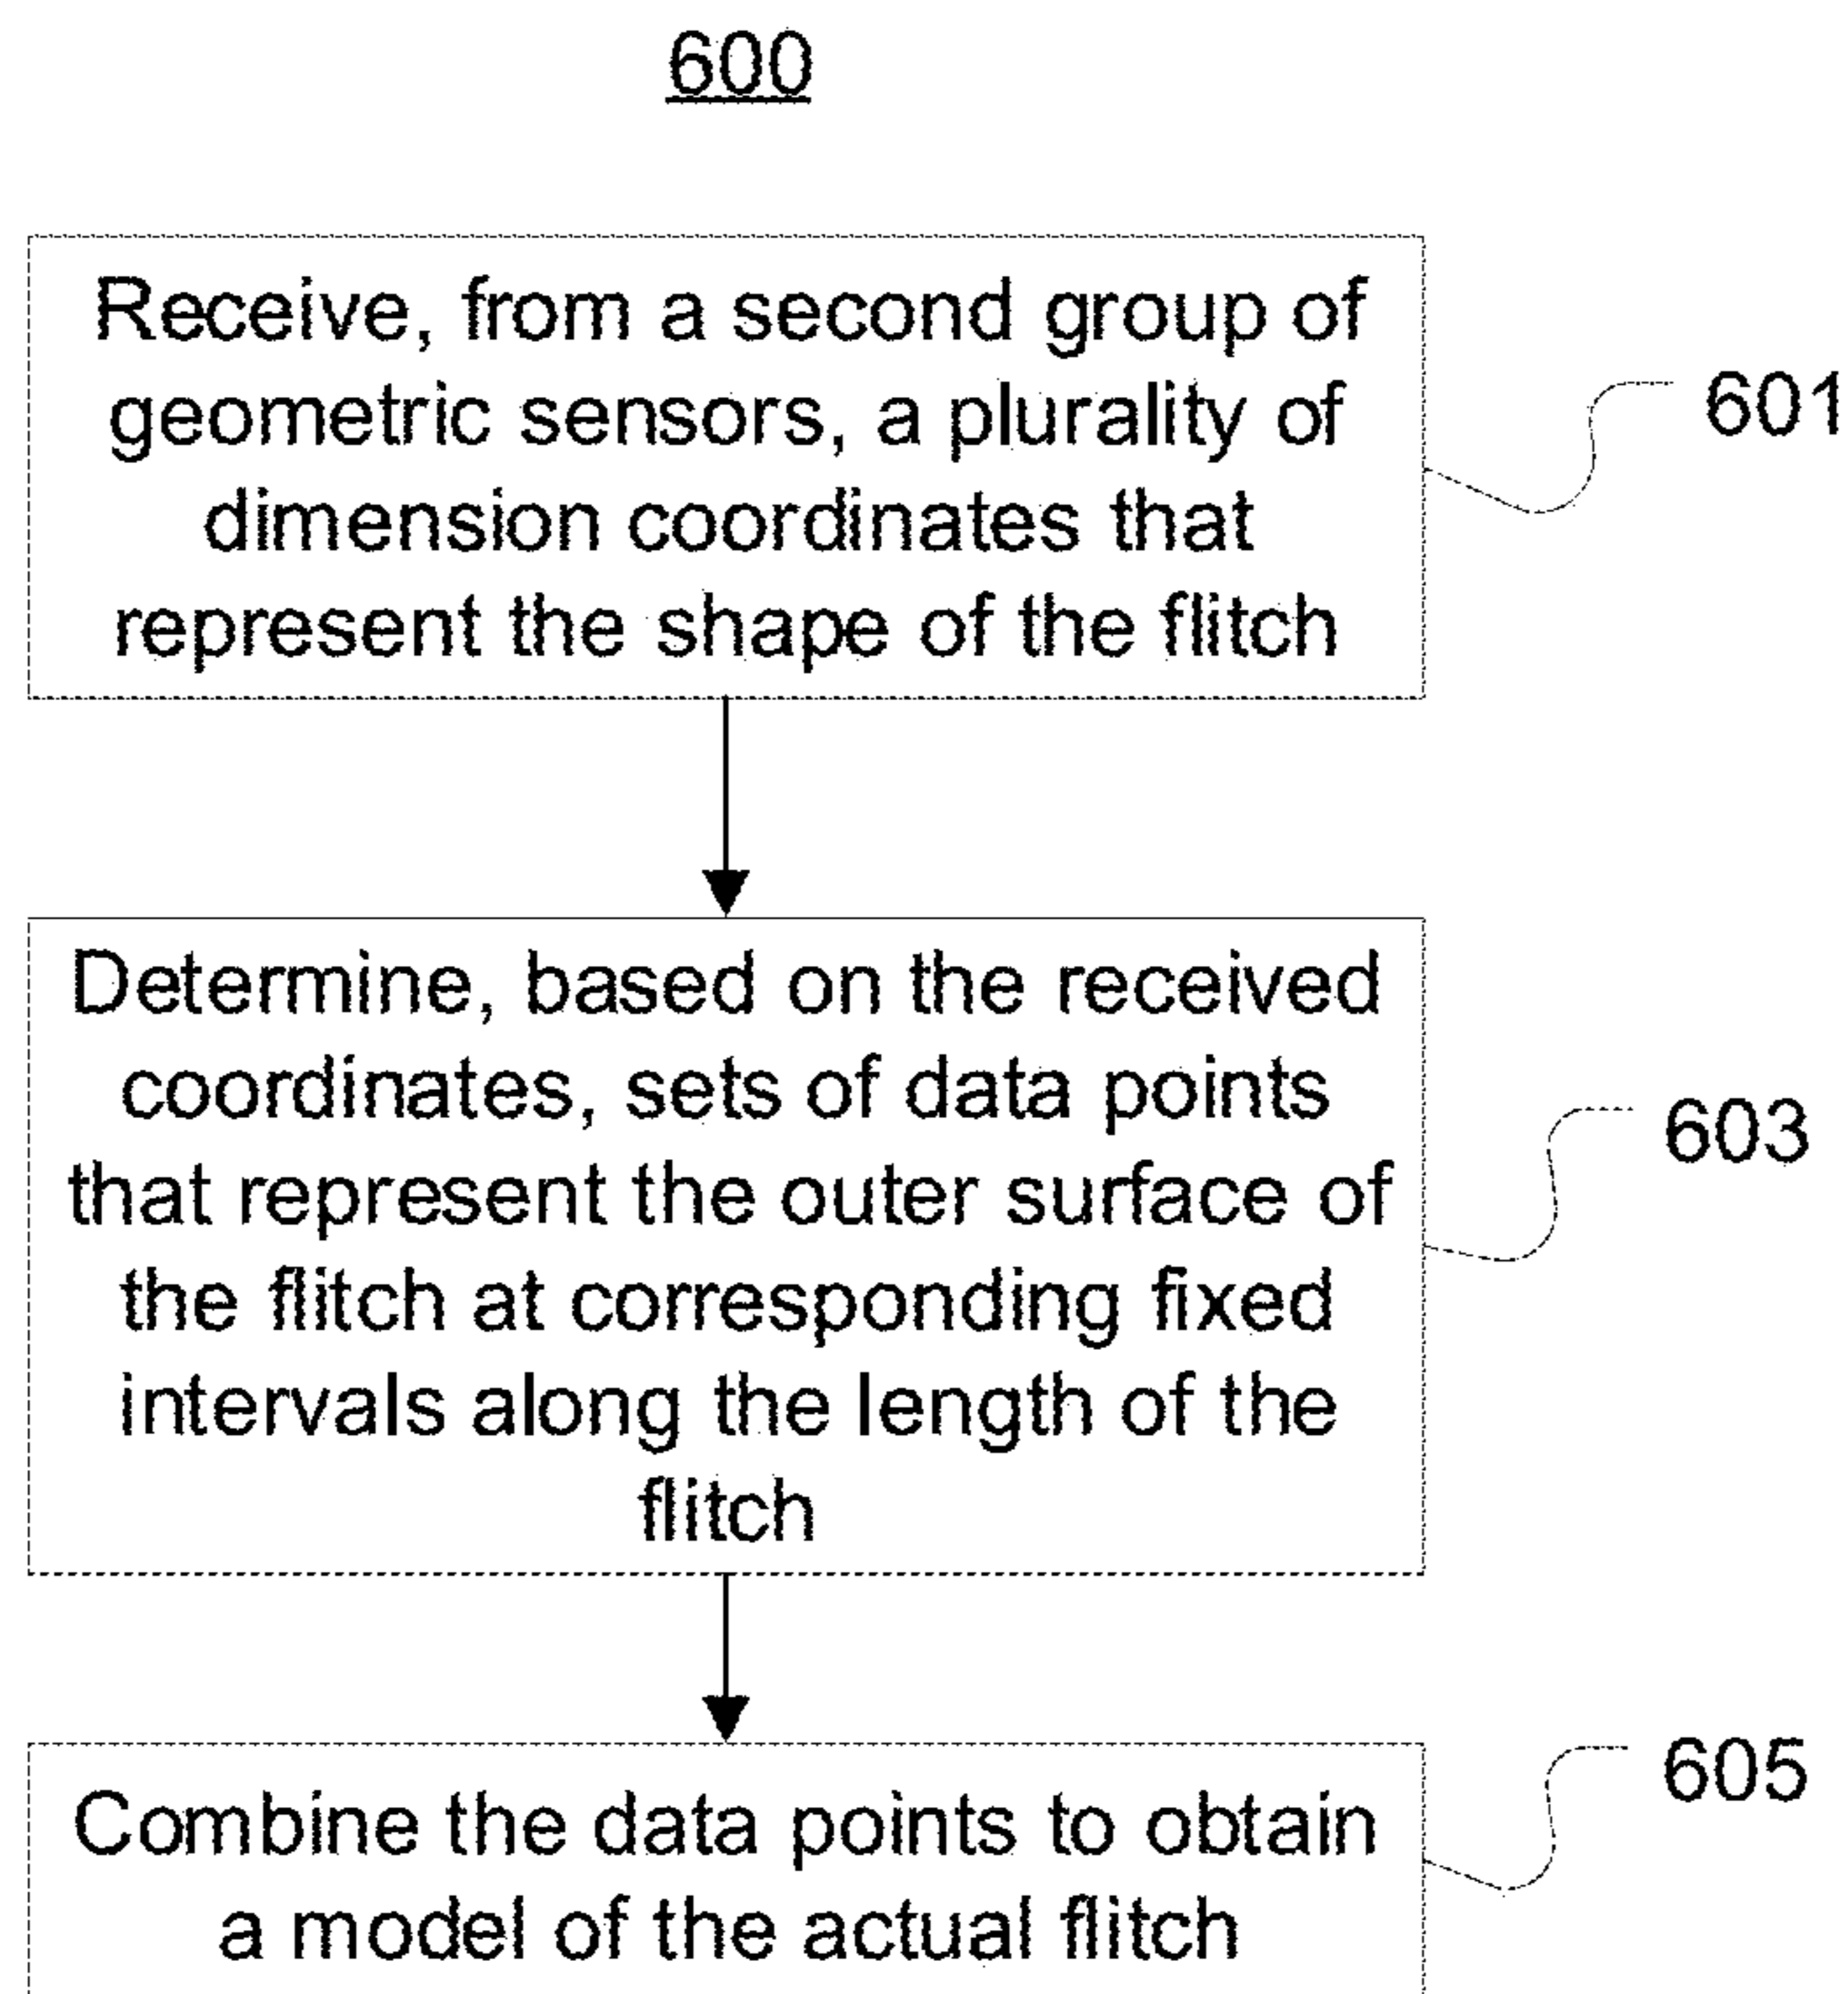 600
Receive, from a second group of
geometric sensors, a plurality of
dimension coordinates that
represent the shape of the flitch
601
Determine, based on the received
coordinates, sets of data points
that represent the outer surface of
the flitch at corresponding fixed
intervals along the length of the
flitch
603
Combine the data points to obtain
a model of the actual flitch
605